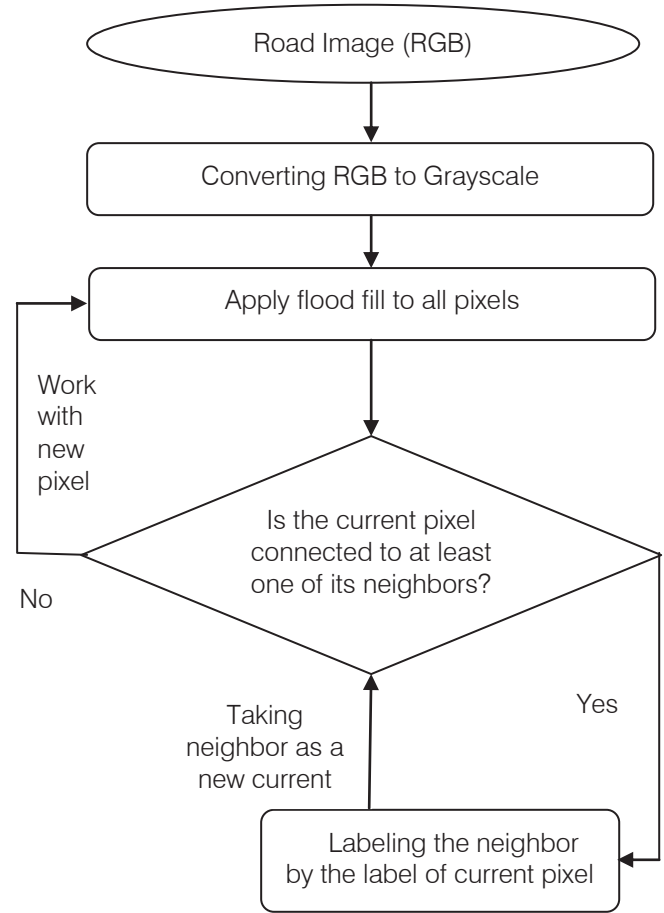 Road Image (RGB)
Converting RGB to Grayscale
Apply flood fill to all pixels
Work
with
new
pixel
Is the current pixel
connected to at least
one of its neighbors?
No
Yes
Taking
neighbor as a
new current
Labeling the neighbor
by the label of current pixel